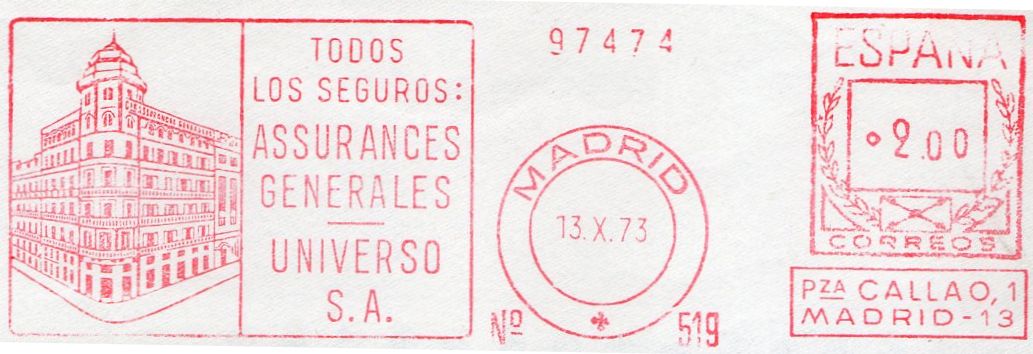 TODOS
LOS SEGUROS:
ASSURANCES
GENERALES
UNIVERSO
S.A.
97474
MADRID
13.X.73
Nº 519
ESPAÑA
2.00
CORREOS
PZA CALLAO, 1
MADRID-13